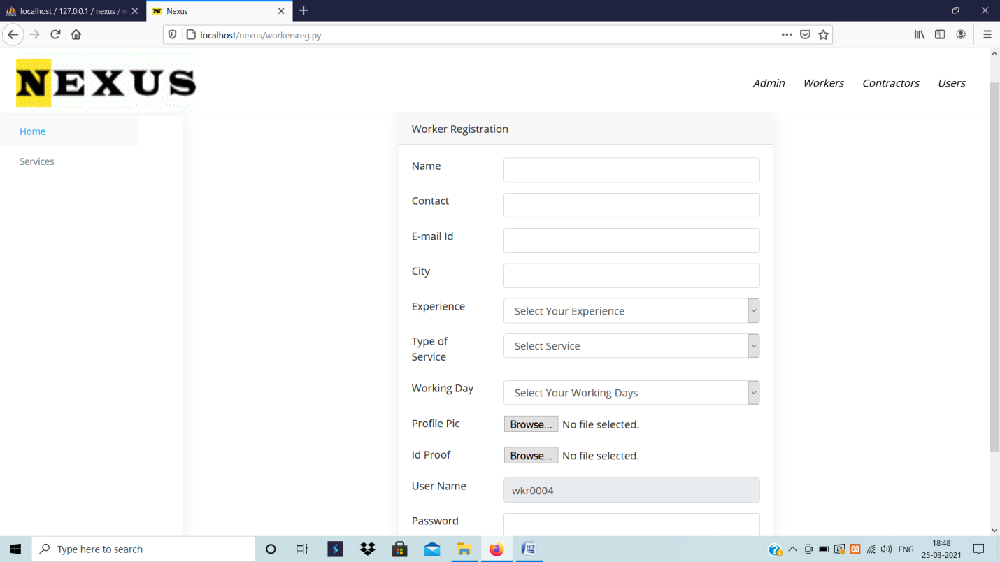 localhost / 127.0.0.1 / nexus / w
Nexus
localhost/nexus/workersreg.py
NEXUS
Admin Workers Contractors Users
Home
Services
Worker Registration
Name
Contact
E-mail Id
City
Experience Select Your Experience
Type of
Service
Select Service
Working Day Select Your Working Days
Profile Pic Browse... No file selected.
Id Proof Browse... No file selected.
User Name wkr0004
Password
Type here to search
ENG
18:48
25-03-2021